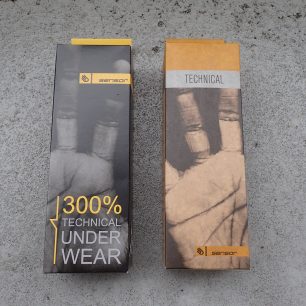 sensor
300%
TECHNICAL
UNDER
WEAR
TECHNICAL
sensor